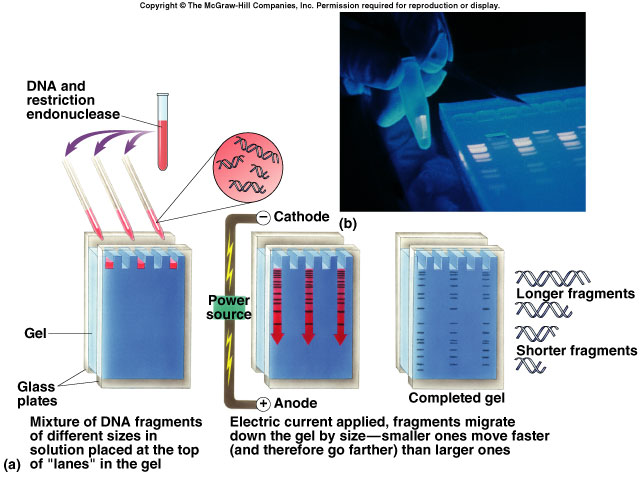 Copyright © The McGraw-Hill Companies, Inc. Permission required for reproduction or display.
DNA and
restriction
endonuclease
(b)
− Cathode
Power
source
Gel
Glass
plates
+ Anode
Longer fragments
Shorter fragments
Completed gel
Mixture of DNA fragments
of different sizes in
solution placed at the top
(a) of "lanes" in the gel
Electric current applied, fragments migrate
down the gel by size—smaller ones move faster
(and therefore go farther) than larger ones